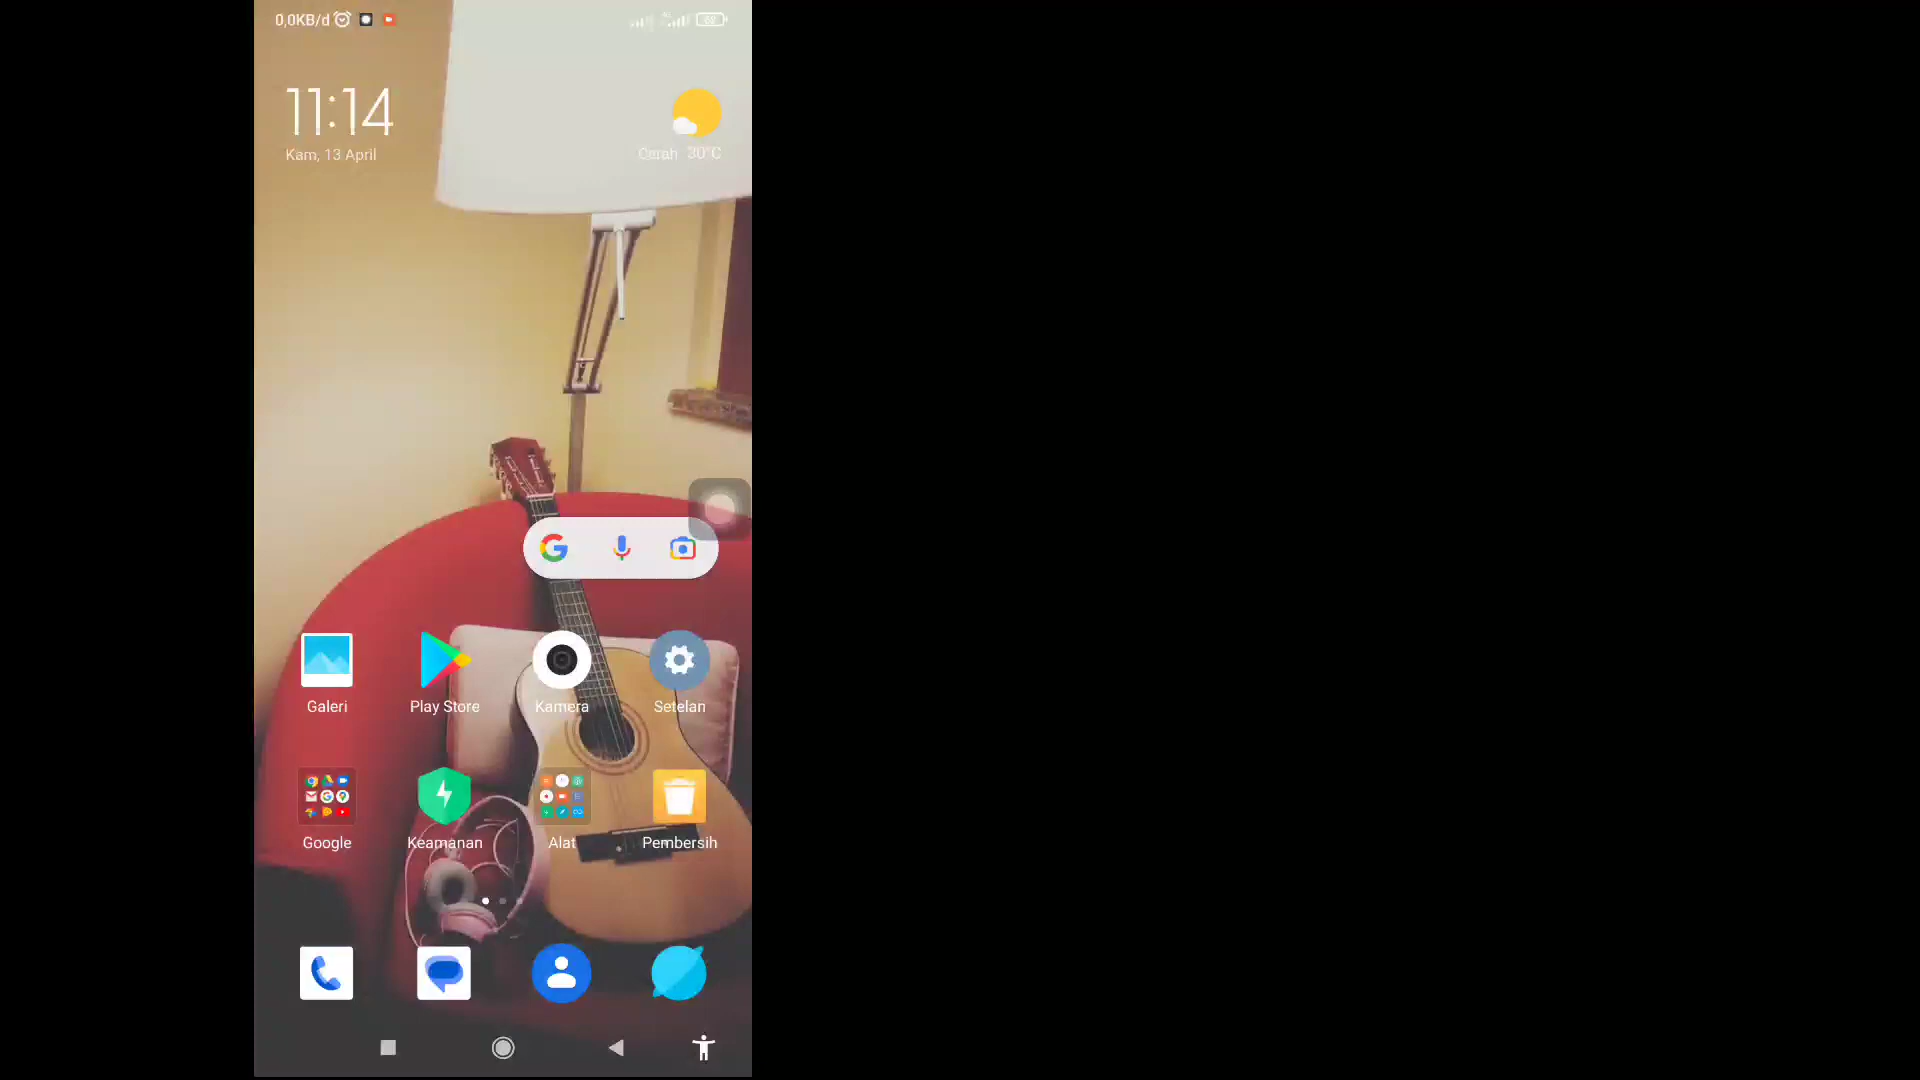 0,0KB/d
11:14
Kam, 13 April
Cerah 30°C
Galeri
Play Store
Kamera
Setelan
Google
Keamanan
Alat
Pembersih